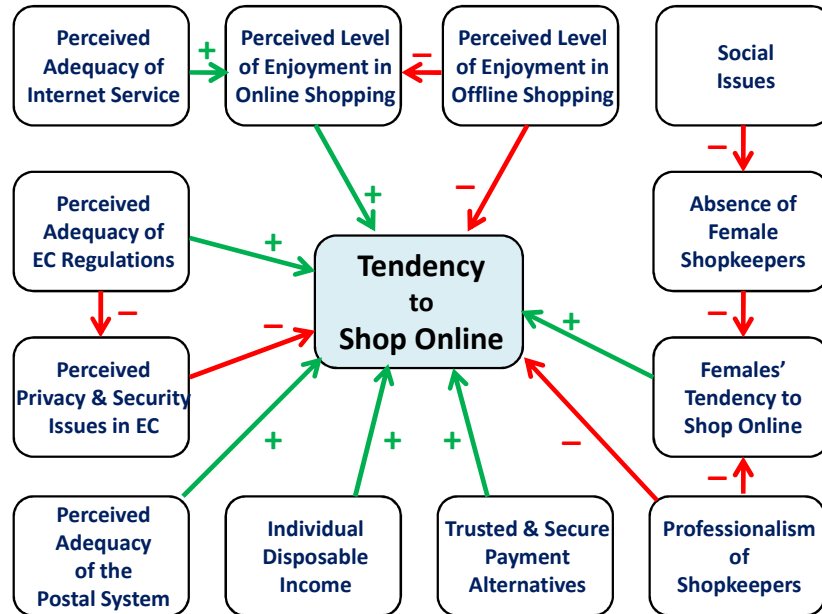 Perceived
Adequacy of
Internet Service
+
Perceived Level
of Enjoyment in
Online Shopping
−
Perceived Level
of Enjoyment in
Offline Shopping
Social
Issues
+
−
−
Perceived
Adequacy of
EC Regulations
+
Absence of
Female
Shopkeepers
Tendency
to
Shop Online
−
−
+
−
Perceived
Privacy & Security
Issues in EC
Females’
Tendency to
Shop Online
+
+
+
−
−
Perceived
Adequacy
of the
Postal System
Individual
Disposable
Income
Trusted & Secure
Payment
Alternatives
Professionalism
of
Shopkeepers